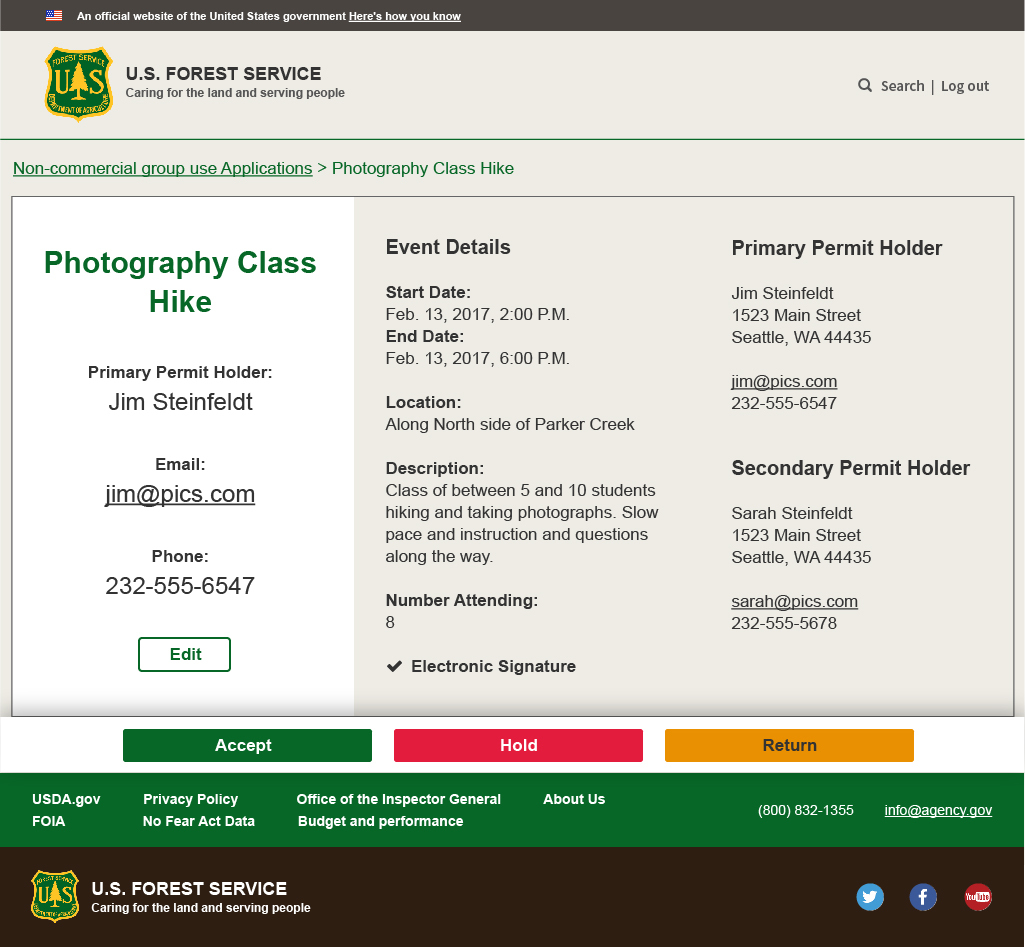 An official website of the United States government Here's how you know
FOREST SERVICE
U S
DEPARTMENT OF AGRICULTURE
U.S. FOREST SERVICE
Caring for the land and serving people
Search | Log out
Non-commercial group use Applications > Photography Class Hike
Photography Class
Hike
Primary Permit Holder:
Jim Steinfeldt
Email:
jim@pics.com
Phone:
232-555-6547
Edit
Event Details
Start Date:
Feb. 13, 2017, 2:00 P.M.
End Date:
Feb. 13, 2017, 6:00 P.M.
Location:
Along North side of Parker Creek
Description:
Class of between 5 and 10 students
hiking and taking photographs. Slow
pace and instruction and questions
along the way.
Number Attending:
8
Electronic Signature
Primary Permit Holder
Jim Steinfeldt
1523 Main Street
Seattle, WA 44435
jim@pics.com
232-555-6547
Secondary Permit Holder
Sarah Steinfeldt
1523 Main Street
Seattle, WA 44435
sarah@pics.com
232-555-5678
Accept
Hold
Return
USDA.gov
Privacy Policy
Office of the Inspector General
About Us
FOIA
No Fear Act Data
Budget and performance
(800) 832-1355
info@agency.gov
FOREST SERVICE
U S
DEPARTMENT OF AGRICULTURE
U.S. FOREST SERVICE
Caring for the land and serving people
YouTube